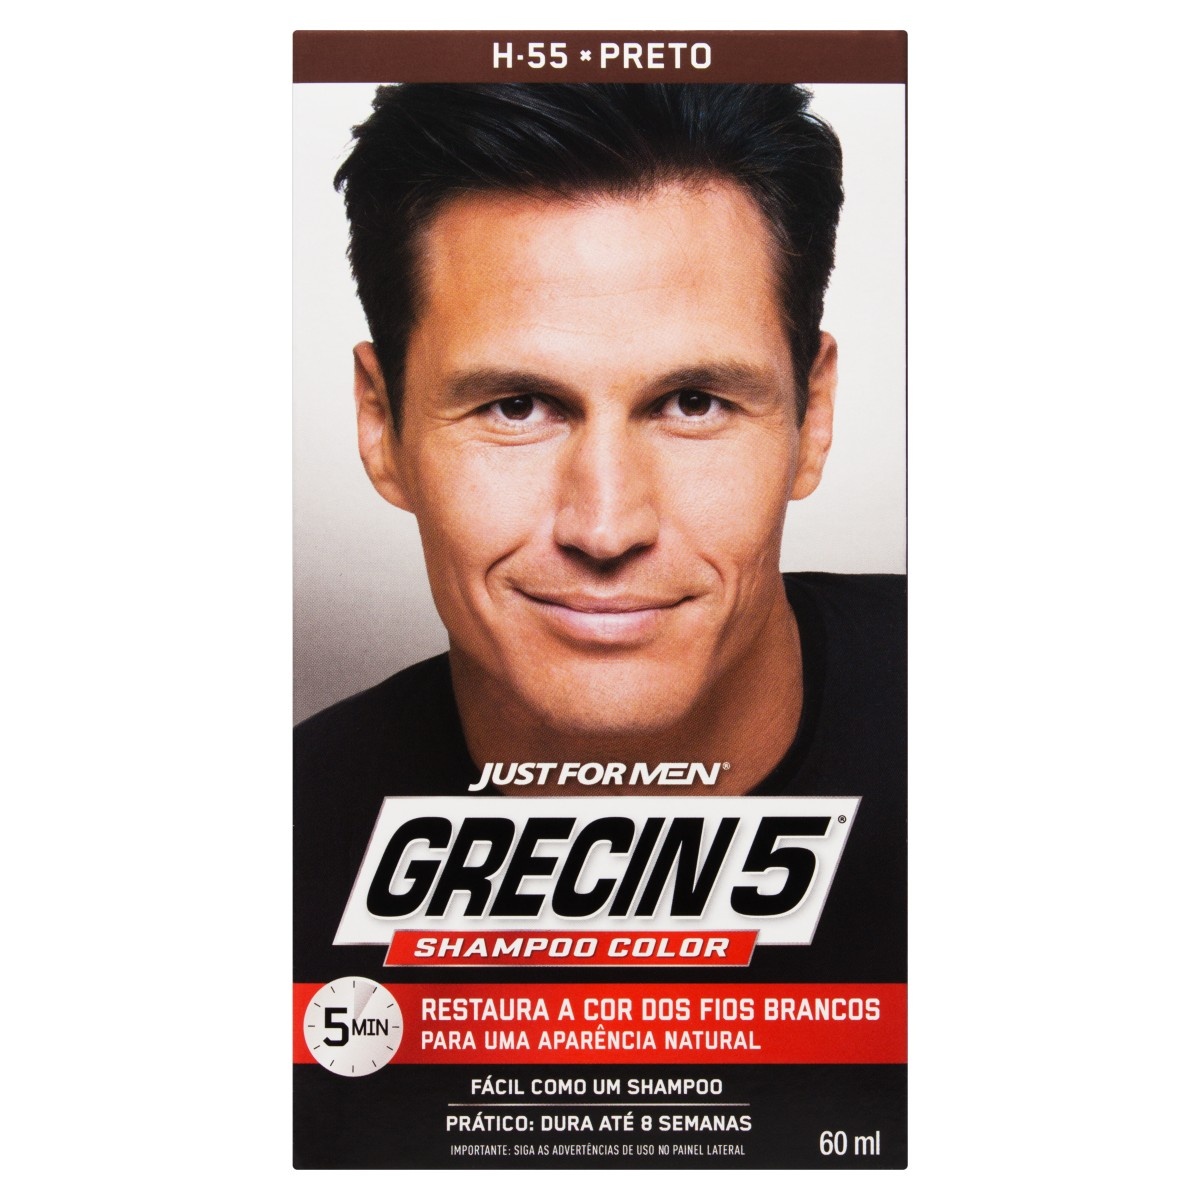 H-55 × PRETO
JUST FOR MEN®
GRECIN 5®
SHAMPOO COLOR
5 MIN
RESTAURA A COR DOS FIOS BRANCOS
PARA UMA APARÊNCIA NATURAL
FÁCIL COMO UM SHAMPOO
PRÁTICO: DURA ATÉ 8 SEMANAS
IMPORTANTE: SIGA AS ADVERTÊNCIAS DE USO NO PAINEL LATERAL
60 ml